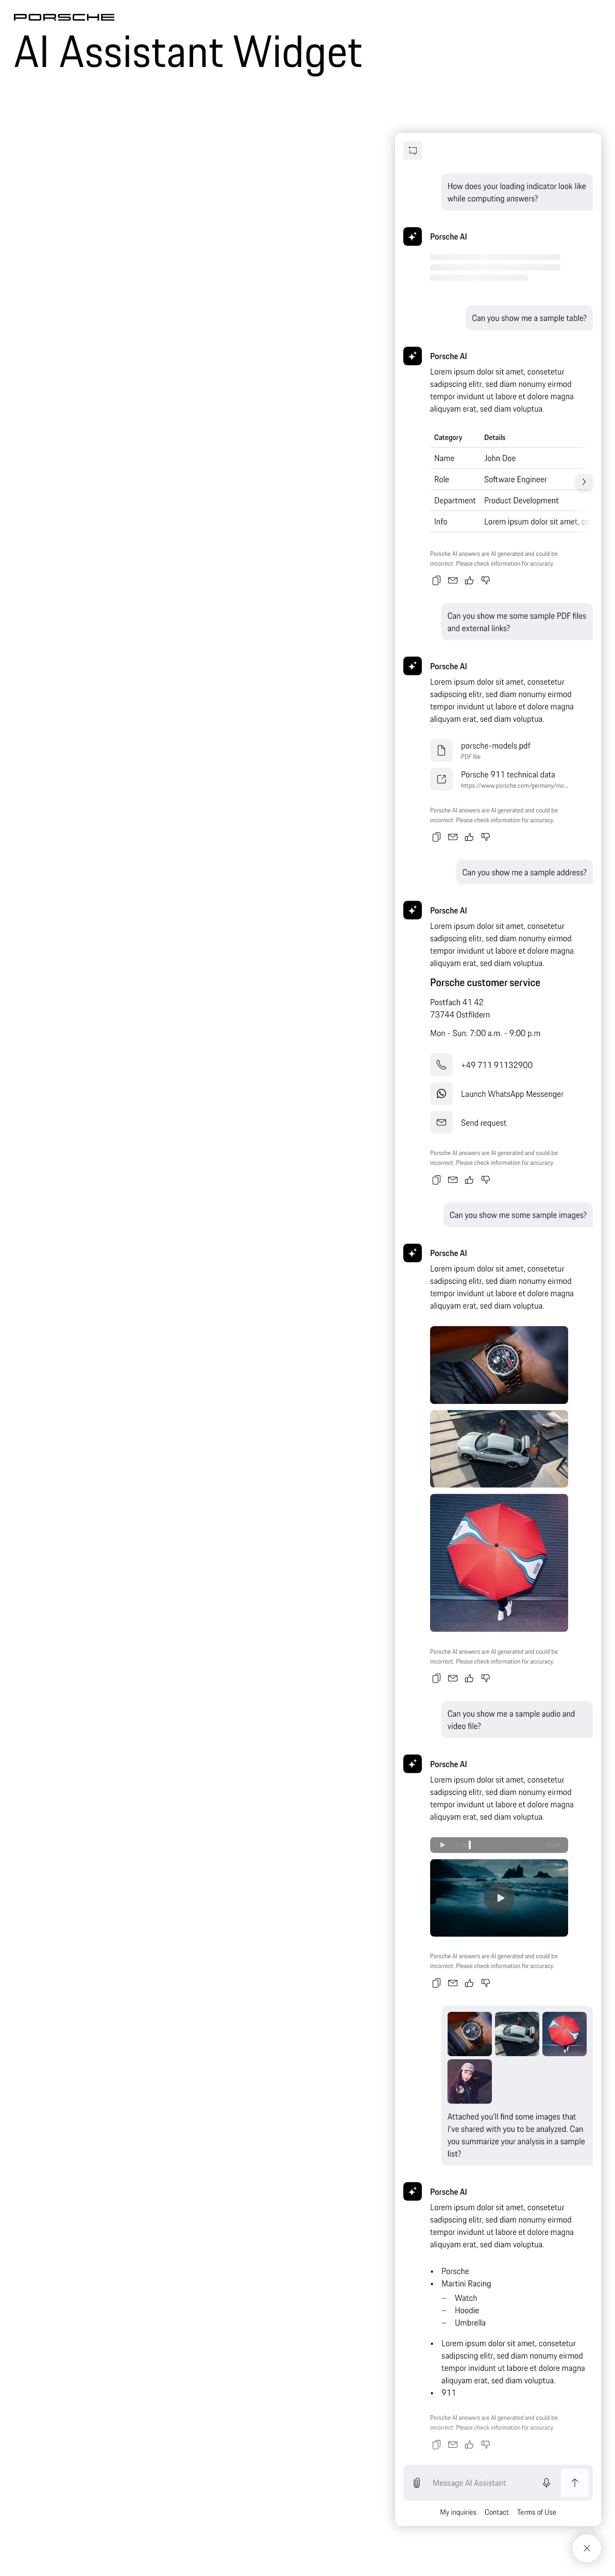 PORSCHE
AI Assistant Widget
How does your loading indicator look like
while computing answers?
Porsche AI
Can you show me a sample table?
Porsche AI
Lorem ipsum dolor sit amet, consetetur
sadipscing elitr, sed diam nonumy eirmod
tempor invidunt ut labore et dolore magna
aliquyam erat, sed diam voluptua.
Category Details
Name John Doe
Role Software Engineer
Department Product Development
Info Lorem ipsum dolor sit amet, co
Porsche AI answers are AI generated and could be
incorrect. Please check information for accuracy.
Can you show me some sample PDF files
and external links?
Porsche AI
Lorem ipsum dolor sit amet, consetetur
sadipscing elitr, sed diam nonumy eirmod
tempor invidunt ut labore et dolore magna
aliquyam erat, sed diam voluptua.
porsche-models.pdf
PDF file
Porsche 911 technical data
https://www.porsche.com/germany/mo...
Porsche AI answers are AI generated and could be
incorrect. Please check information for accuracy.
Can you show me a sample address?
Porsche AI
Lorem ipsum dolor sit amet, consetetur
sadipscing elitr, sed diam nonumy eirmod
tempor invidunt ut labore et dolore magna
aliquyam erat, sed diam voluptua.
Porsche customer service
Postfach 41 42
73744 Ostfildern
Mon - Sun: 7:00 a.m. - 9:00 p.m
+49 711 91132900
Launch WhatsApp Messenger
Send request
Porsche AI answers are AI generated and could be
incorrect. Please check information for accuracy.
Can you show me some sample images?
Porsche AI
Lorem ipsum dolor sit amet, consetetur
sadipscing elitr, sed diam nonumy eirmod
tempor invidunt ut labore et dolore magna
aliquyam erat, sed diam voluptua.
Porsche AI answers are AI generated and could be
incorrect. Please check information for accuracy.
Can you show me a sample audio and
video file?
Porsche AI
Lorem ipsum dolor sit amet, consetetur
sadipscing elitr, sed diam nonumy eirmod
tempor invidunt ut labore et dolore magna
aliquyam erat, sed diam voluptua.
Porsche AI answers are AI generated and could be
incorrect. Please check information for accuracy.
Attached you'll find some images that
I've shared with you to be analyzed. Can
you summarize your analysis in a sample
list?
Porsche AI
Lorem ipsum dolor sit amet, consetetur
sadipscing elitr, sed diam nonumy eirmod
tempor invidunt ut labore et dolore magna
aliquyam erat, sed diam voluptua.
• Porsche
• Martini Racing
– Watch
– Hoodie
– Umbrella
• Lorem ipsum dolor sit amet, consetetur
sadipscing elitr, sed diam nonumy eirmod
tempor invidunt ut labore et dolore magna
aliquyam erat, sed diam voluptua.
• 911
Porsche AI answers are AI generated and could be
incorrect. Please check information for accuracy.
Message AI Assistant
My inquiries Contact Terms of Use